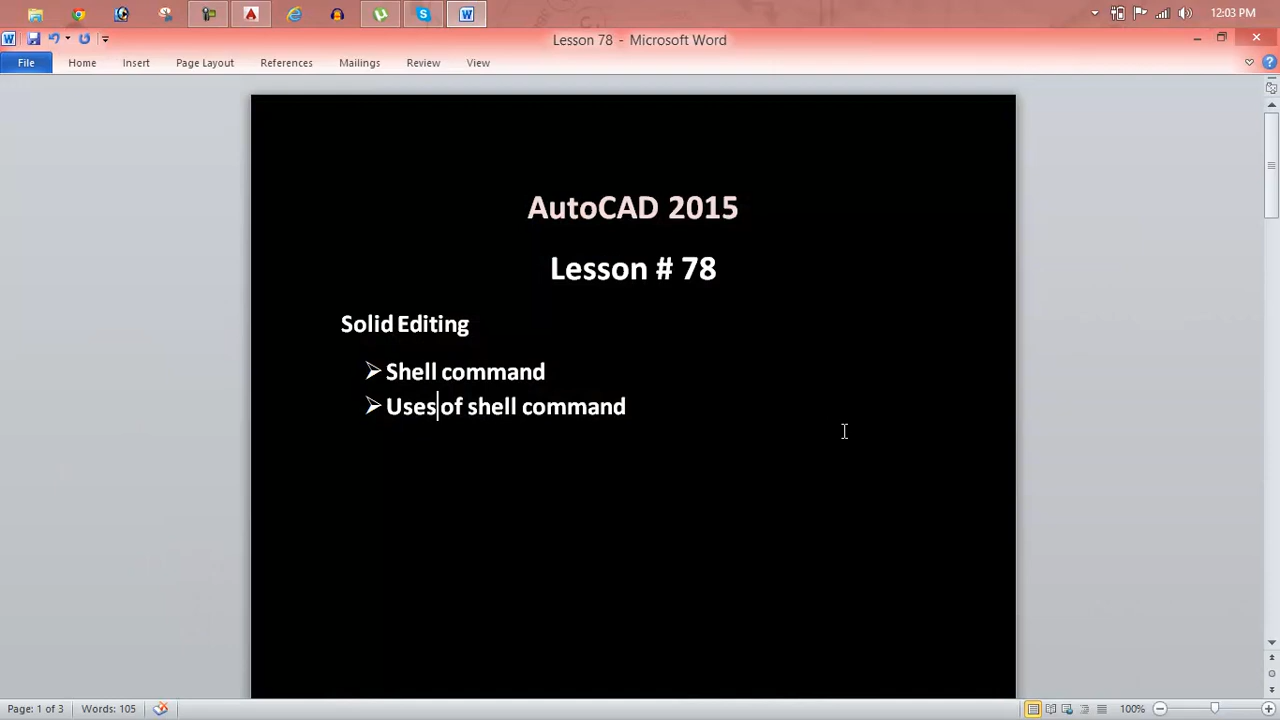 12:03 PM
Lesson 78 - Microsoft Word
File Home Insert Page Layout References Mailings Review View
AutoCAD 2015
Lesson # 78
Solid Editing
Shell command
Uses of shell command
Page: 1 of 3 Words: 105 100%